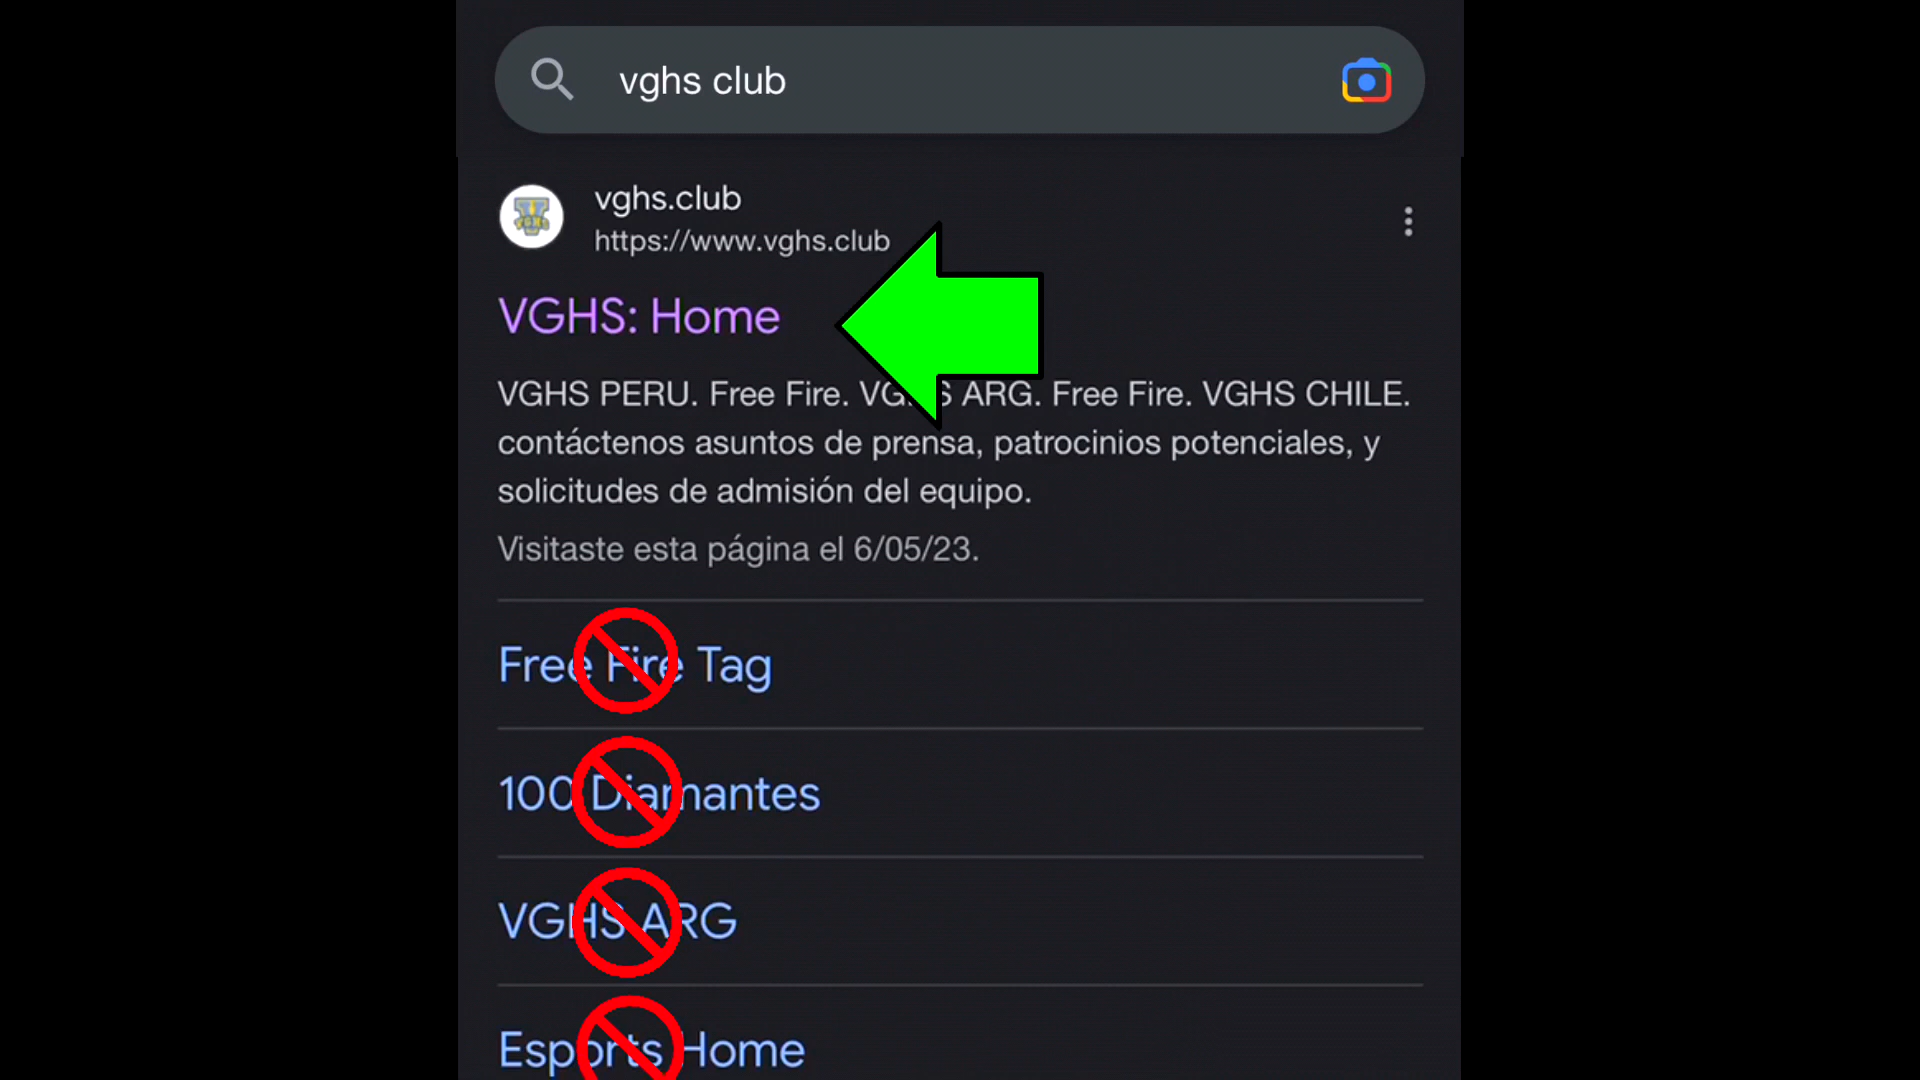 vghs club
vghs.club
https://www.vghs.club
VGHS: Home
VGHS PERU. Free Fire. VGHS ARG. Free Fire. VGHS CHILE.
contáctenos asuntos de prensa, patrocinios potenciales, y
solicitudes de admisión del equipo.
Visitaste esta página el 6/05/23.
Free Fire Tag
100 Diamantes
VGHS ARG
Esports Home